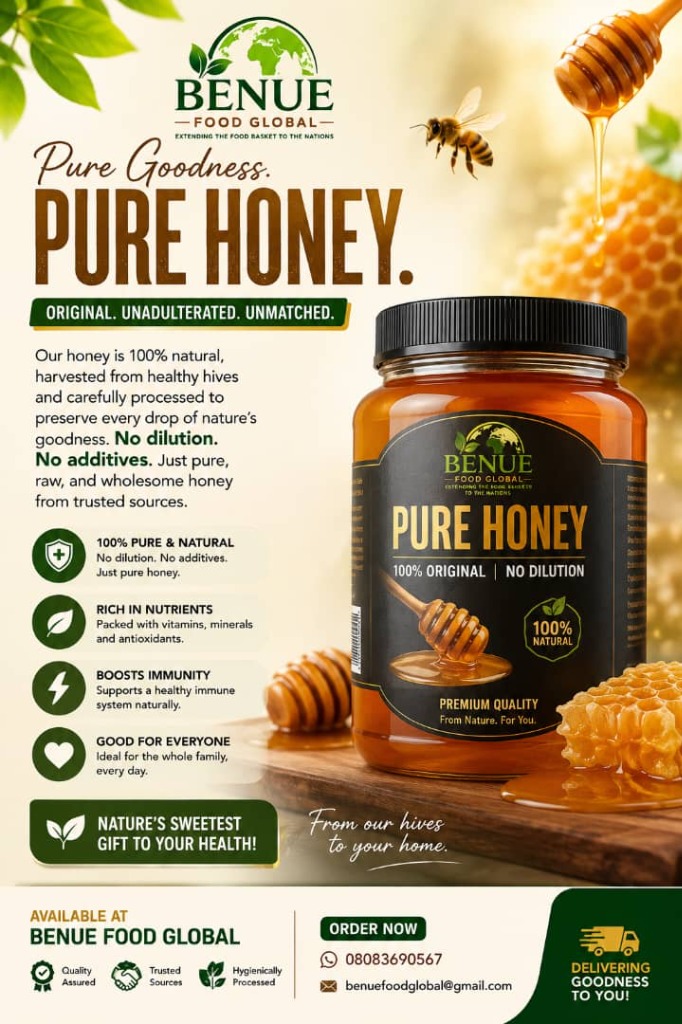 BENUE
FOOD GLOBAL
EXTENDING THE FOOD BASKET TO THE NATIONS
Pure Goodness.
PURE HONEY.
ORIGINAL. UNADULTERATED. UNMATCHED.
Our honey is 100% natural,
harvested from healthy hives
and carefully processed to
preserve every drop of nature's
goodness. No dilution.
No additives. Just pure,
raw, and wholesome honey
from trusted sources.
100% PURE & NATURAL
No dilution. No additives.
Just pure honey.
RICH IN NUTRIENTS
Packed with vitamins, minerals
and antioxidants.
BOOSTS IMMUNITY
Supports a healthy immune
system naturally.
GOOD FOR EVERYONE
Ideal for the whole family,
every day.
NATURE'S SWEETEST
GIFT TO YOUR HEALTH!
BENUE
FOOD GLOBAL
EXTENDING THE FOOD BASKET
TO THE NATIONS
PURE HONEY
100% ORIGINAL | NO DILUTION
100%
NATURAL
PREMIUM QUALITY
From Nature. For You.
From our hives
to your home.
AVAILABLE AT
BENUE FOOD GLOBAL
Quality
Assured
Trusted
Sources
Hygienically
Processed
ORDER NOW
08083690567
benuefoodglobal@gmail.com
DELIVERING
GOODNESS
TO YOU!